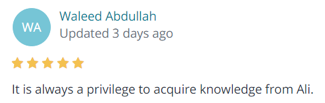 WA
Waleed Abdullah
Updated 3 days ago
It is always a privilege to acquire knowledge from Ali.